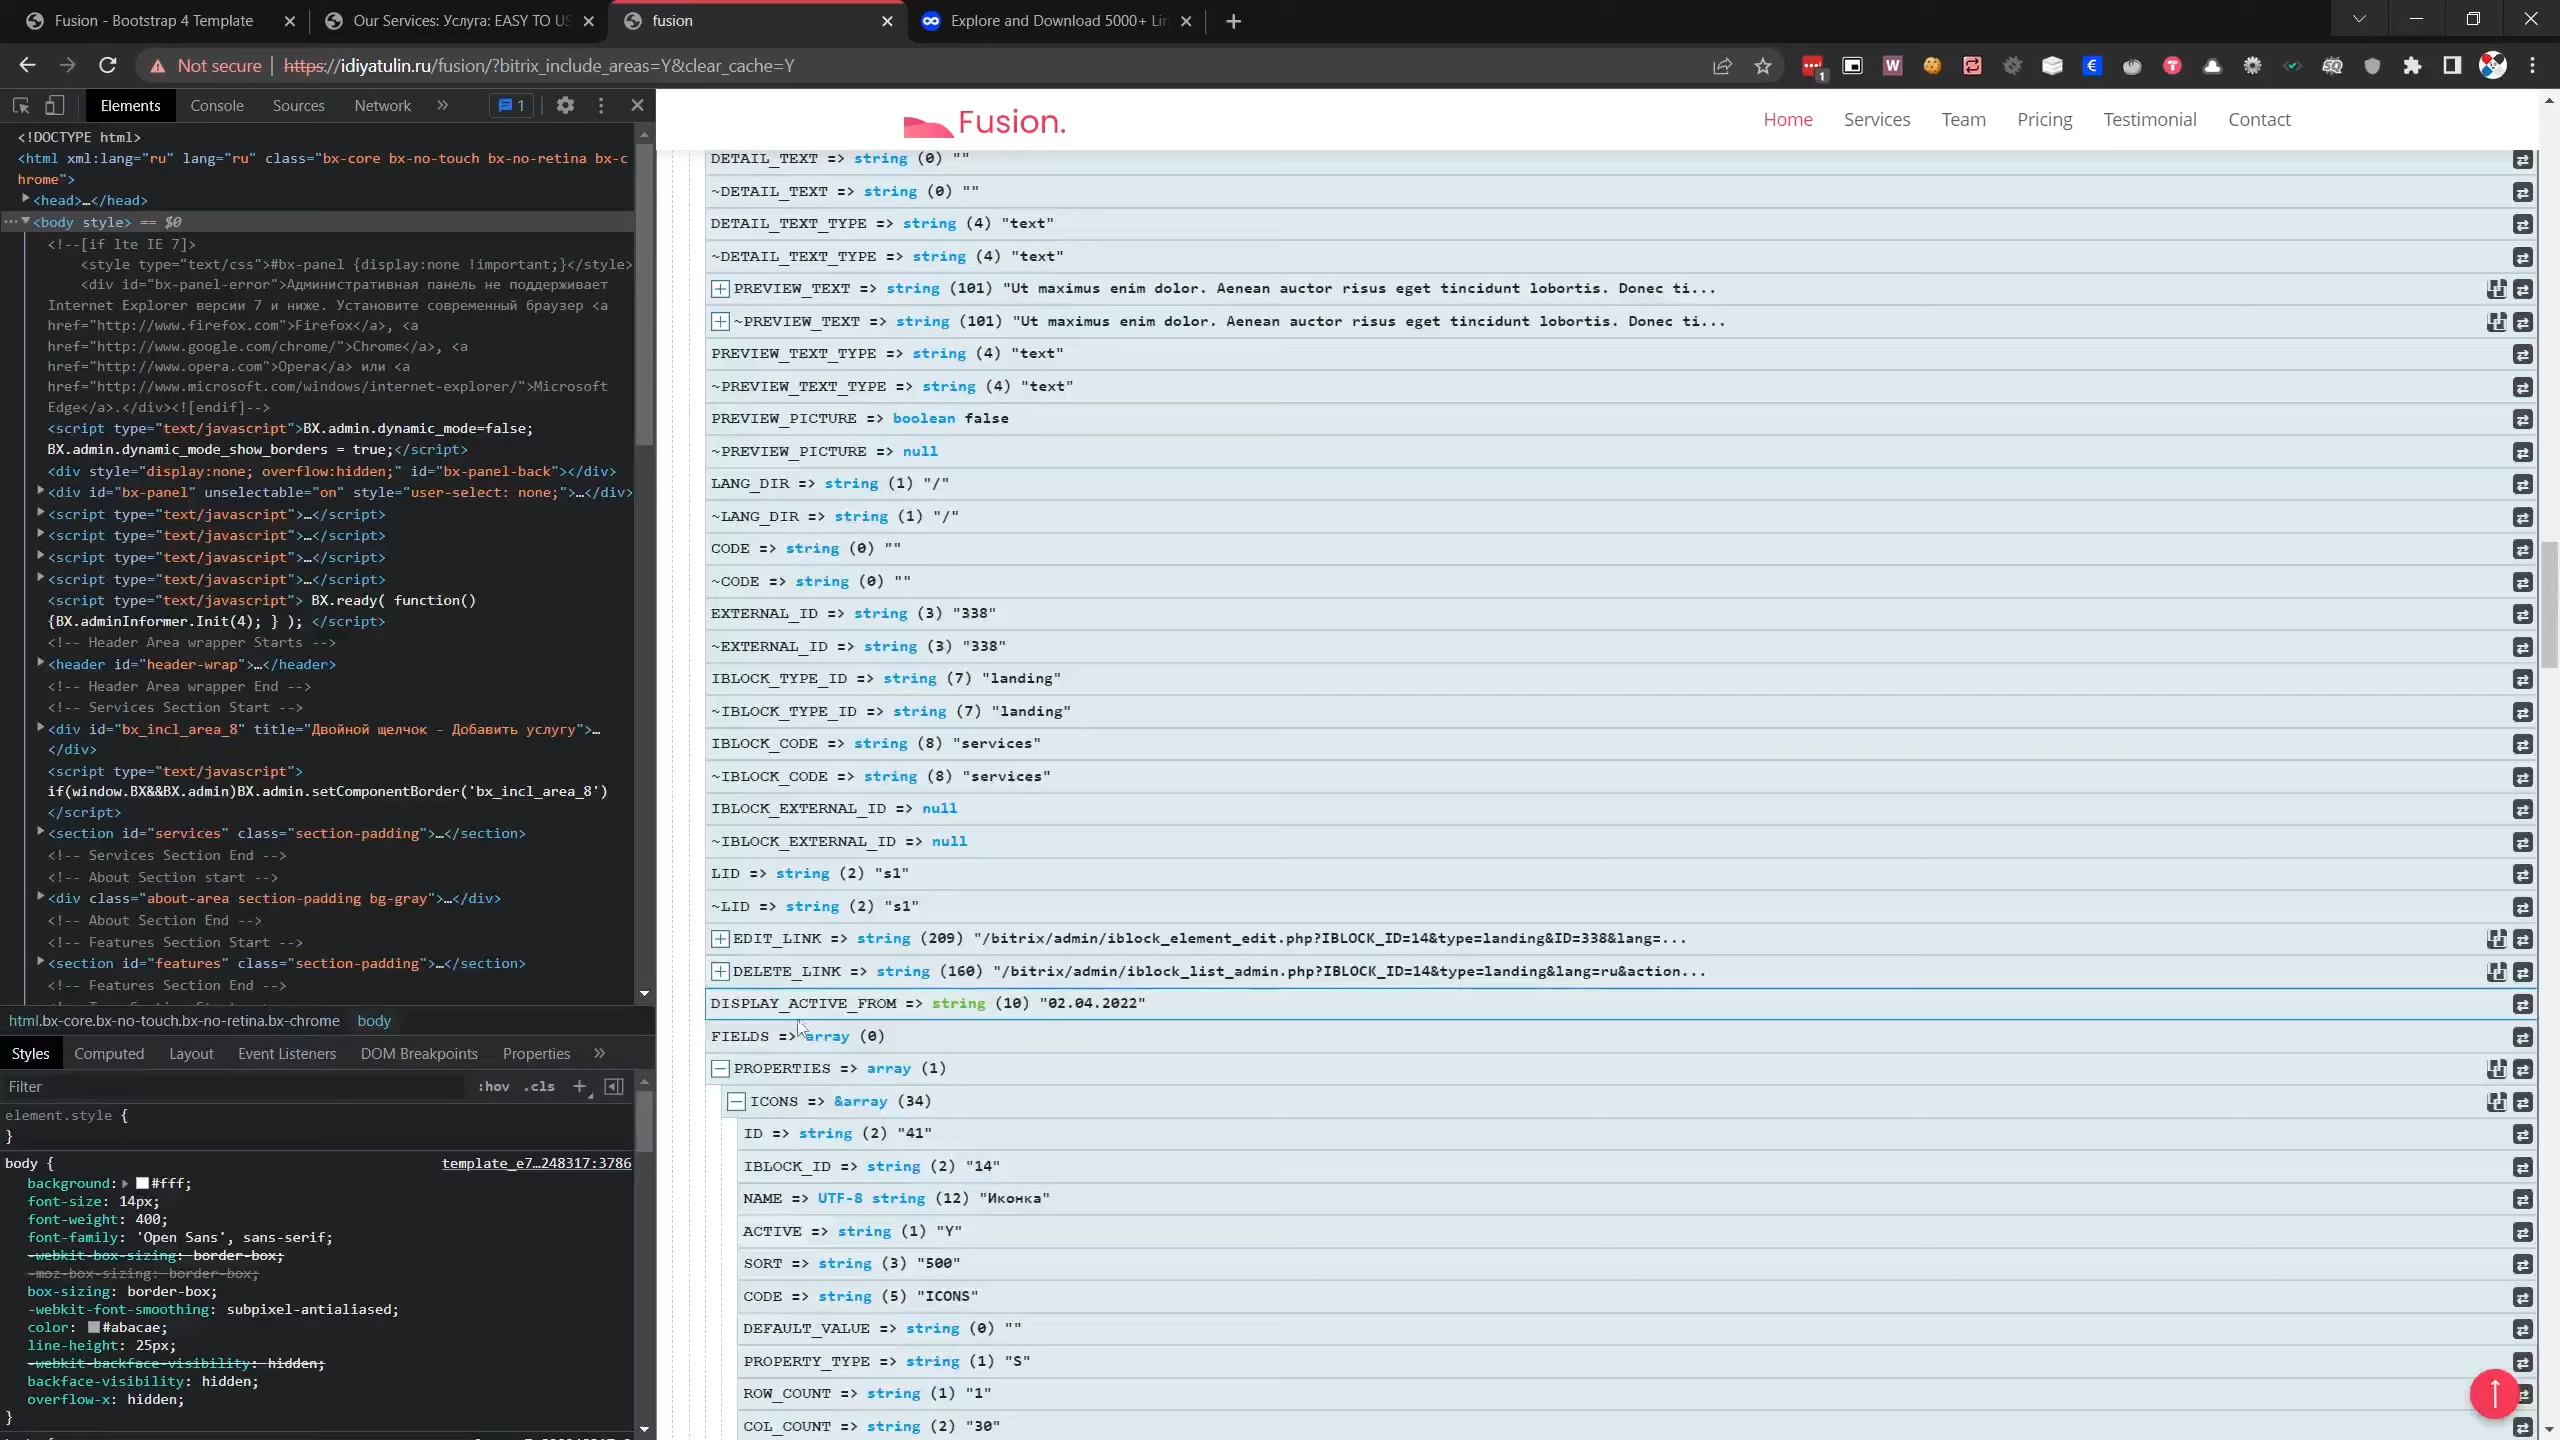 Fusion - Bootstrap 4 Template
Our Services: Услуга: EASY TO US
fusion
Explore and Download 5000+ Lin
Not secure
https://idiyatulin.ru/fusion/?bitrix_include_areas=Y&clear_cache=Y
Elements Console Sources Network » 1
<!DOCTYPE html>
<html xml:lang="ru" lang="ru" class="bx-core bx-no-touch bx-no-retina bx-c
hrome">
<head>…</head>
<body style> == $0
<!--[if lte IE 7]>
<style type="text/css">#bx-panel {display:none !important;}</style>
<div id="bx-panel-error">Административная панель не поддерживает
Internet Explorer версии 7 и ниже. Установите современный браузер <a
href="http://www.firefox.com">Firefox</a>, <a
href="http://www.google.com/chrome/">Chrome</a>, <a
href="http://www.opera.com">Opera</a> или <a
href="http://www.microsoft.com/windows/internet-explorer/">Microsoft
Edge</a>.</div><![endif]-->
<script type="text/javascript">BX.admin.dynamic_mode=false;
BX.admin.dynamic_mode_show_borders = true;</script>
<div style="display:none; overflow:hidden;" id="bx-panel-back"></div>
<div id="bx-panel" unselectable="on" style="user-select: none;">…</div>
<script type="text/javascript">…</script>
<script type="text/javascript">…</script>
<script type="text/javascript">…</script>
<script type="text/javascript">…</script>
<script type="text/javascript"> BX.ready( function()
{BX.adminInformer.Init(4); } ); </script>
<!-- Header Area wrapper Starts -->
<header id="header-wrap">…</header>
<!-- Header Area wrapper End -->
<!-- Services Section Start -->
<div id="bx_incl_area_8" title="Двойной щелчок - Добавить услугу">…
</div>
<script type="text/javascript">
if(window.BX&&BX.admin)BX.admin.setComponentBorder('bx_incl_area_8')
</script>
<section id="services" class="section-padding">…</section>
<!-- Services Section End -->
<!-- About Section start -->
<div class="about-area section-padding bg-gray">…</div>
<!-- About Section End -->
<!-- Features Section Start -->
<section id="features" class="section-padding">…</section>
<!-- Features Section End -->
html.bx-core.bx-no-touch.bx-no-retina.bx-chrome body
Styles Computed Layout Event Listeners DOM Breakpoints Properties »
Filter :hov .cls +
element.style {
}
body { template_e7…248317:3786
background: #fff;
font-size: 14px;
font-weight: 400;
font-family: 'Open Sans', sans-serif;
-webkit-box-sizing: border-box;
-moz-box-sizing: border-box;
box-sizing: border-box;
-webkit-font-smoothing: subpixel-antialiased;
color: #abacae;
line-height: 25px;
-webkit-backface-visibility: hidden;
backface-visibility: hidden;
overflow-x: hidden;
}
Fusion.
Home Services Team Pricing Testimonial Contact
DETAIL_TEXT => string (0) ""
~DETAIL_TEXT => string (0) ""
DETAIL_TEXT_TYPE => string (4) "text"
~DETAIL_TEXT_TYPE => string (4) "text"
PREVIEW_TEXT => string (101) "Ut maximus enim dolor. Aenean auctor risus eget tincidunt lobortis. Donec ti...
~PREVIEW_TEXT => string (101) "Ut maximus enim dolor. Aenean auctor risus eget tincidunt lobortis. Donec ti...
PREVIEW_TEXT_TYPE => string (4) "text"
~PREVIEW_TEXT_TYPE => string (4) "text"
PREVIEW_PICTURE => boolean false
~PREVIEW_PICTURE => null
LANG_DIR => string (1) "/"
~LANG_DIR => string (1) "/"
CODE => string (0) ""
~CODE => string (0) ""
EXTERNAL_ID => string (3) "338"
~EXTERNAL_ID => string (3) "338"
IBLOCK_TYPE_ID => string (7) "landing"
~IBLOCK_TYPE_ID => string (7) "landing"
IBLOCK_CODE => string (8) "services"
~IBLOCK_CODE => string (8) "services"
IBLOCK_EXTERNAL_ID => null
~IBLOCK_EXTERNAL_ID => null
LID => string (2) "s1"
~LID => string (2) "s1"
EDIT_LINK => string (209) "/bitrix/admin/iblock_element_edit.php?IBLOCK_ID=14&type=landing&ID=338&lang=...
DELETE_LINK => string (160) "/bitrix/admin/iblock_list_admin.php?IBLOCK_ID=14&type=landing&lang=ru&action...
DISPLAY_ACTIVE_FROM => string (10) "02.04.2022"
FIELDS => array (0)
PROPERTIES => array (1)
ICONS => &array (34)
ID => string (2) "41"
IBLOCK_ID => string (2) "14"
NAME => UTF-8 string (12) "Иконка"
ACTIVE => string (1) "Y"
SORT => string (3) "500"
CODE => string (5) "ICONS"
DEFAULT_VALUE => string (0) ""
PROPERTY_TYPE => string (1) "S"
ROW_COUNT => string (1) "1"
COL_COUNT => string (2) "30"